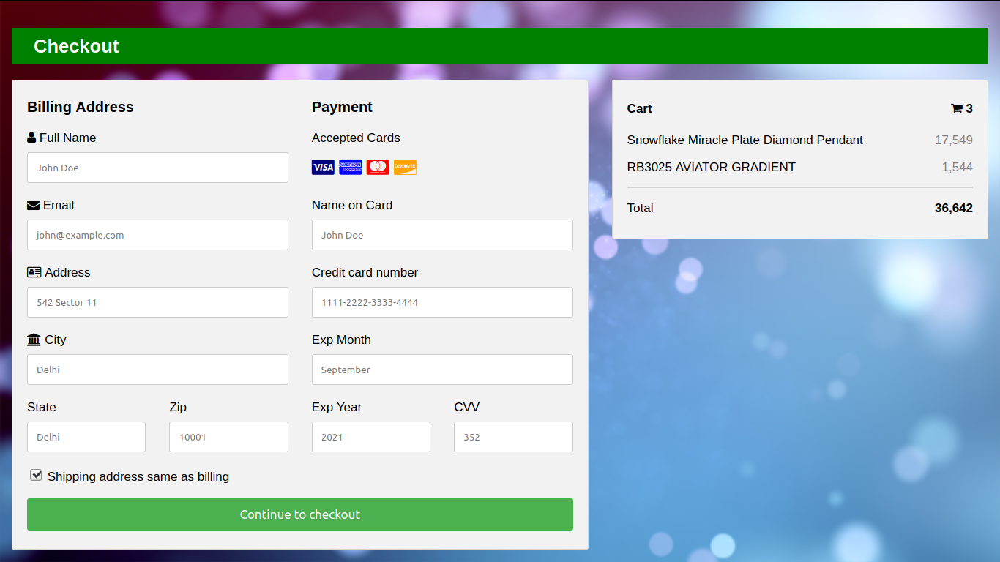 Checkout
Billing Address
Full Name
John Doe
Email
john@example.com
Address
542 Sector 11
City
Delhi
State
Zip
Delhi
10001
Payment
Accepted Cards
VISA
AMERICAN
EXPRESS
mastercard
DISCOVER
Name on Card
John Doe
Credit card number
1111-2222-3333-4444
Exp Month
September
Exp Year
CVV
2021
352
Shipping address same as billing
Continue to checkout
Cart
3
Snowflake Miracle Plate Diamond Pendant
17,549
RB3025 AVIATOR GRADIENT
1,544
Total
36,642